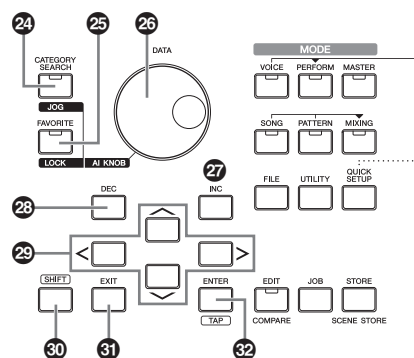 24
25
26
CATEGORY
SEARCH
JOG
FAVORITE
LOCK
AI KNOB
DATA
MODE
VOICE PERFORM MASTER
SONG PATTERN MIXING
FILE UTILITY QUICK
SETUP
27
28
DEC
INC
29
SHIFT
EXIT
ENTER
EDIT
JOB
STORE
TAP
COMPARE
SCENE STORE
30
31
32